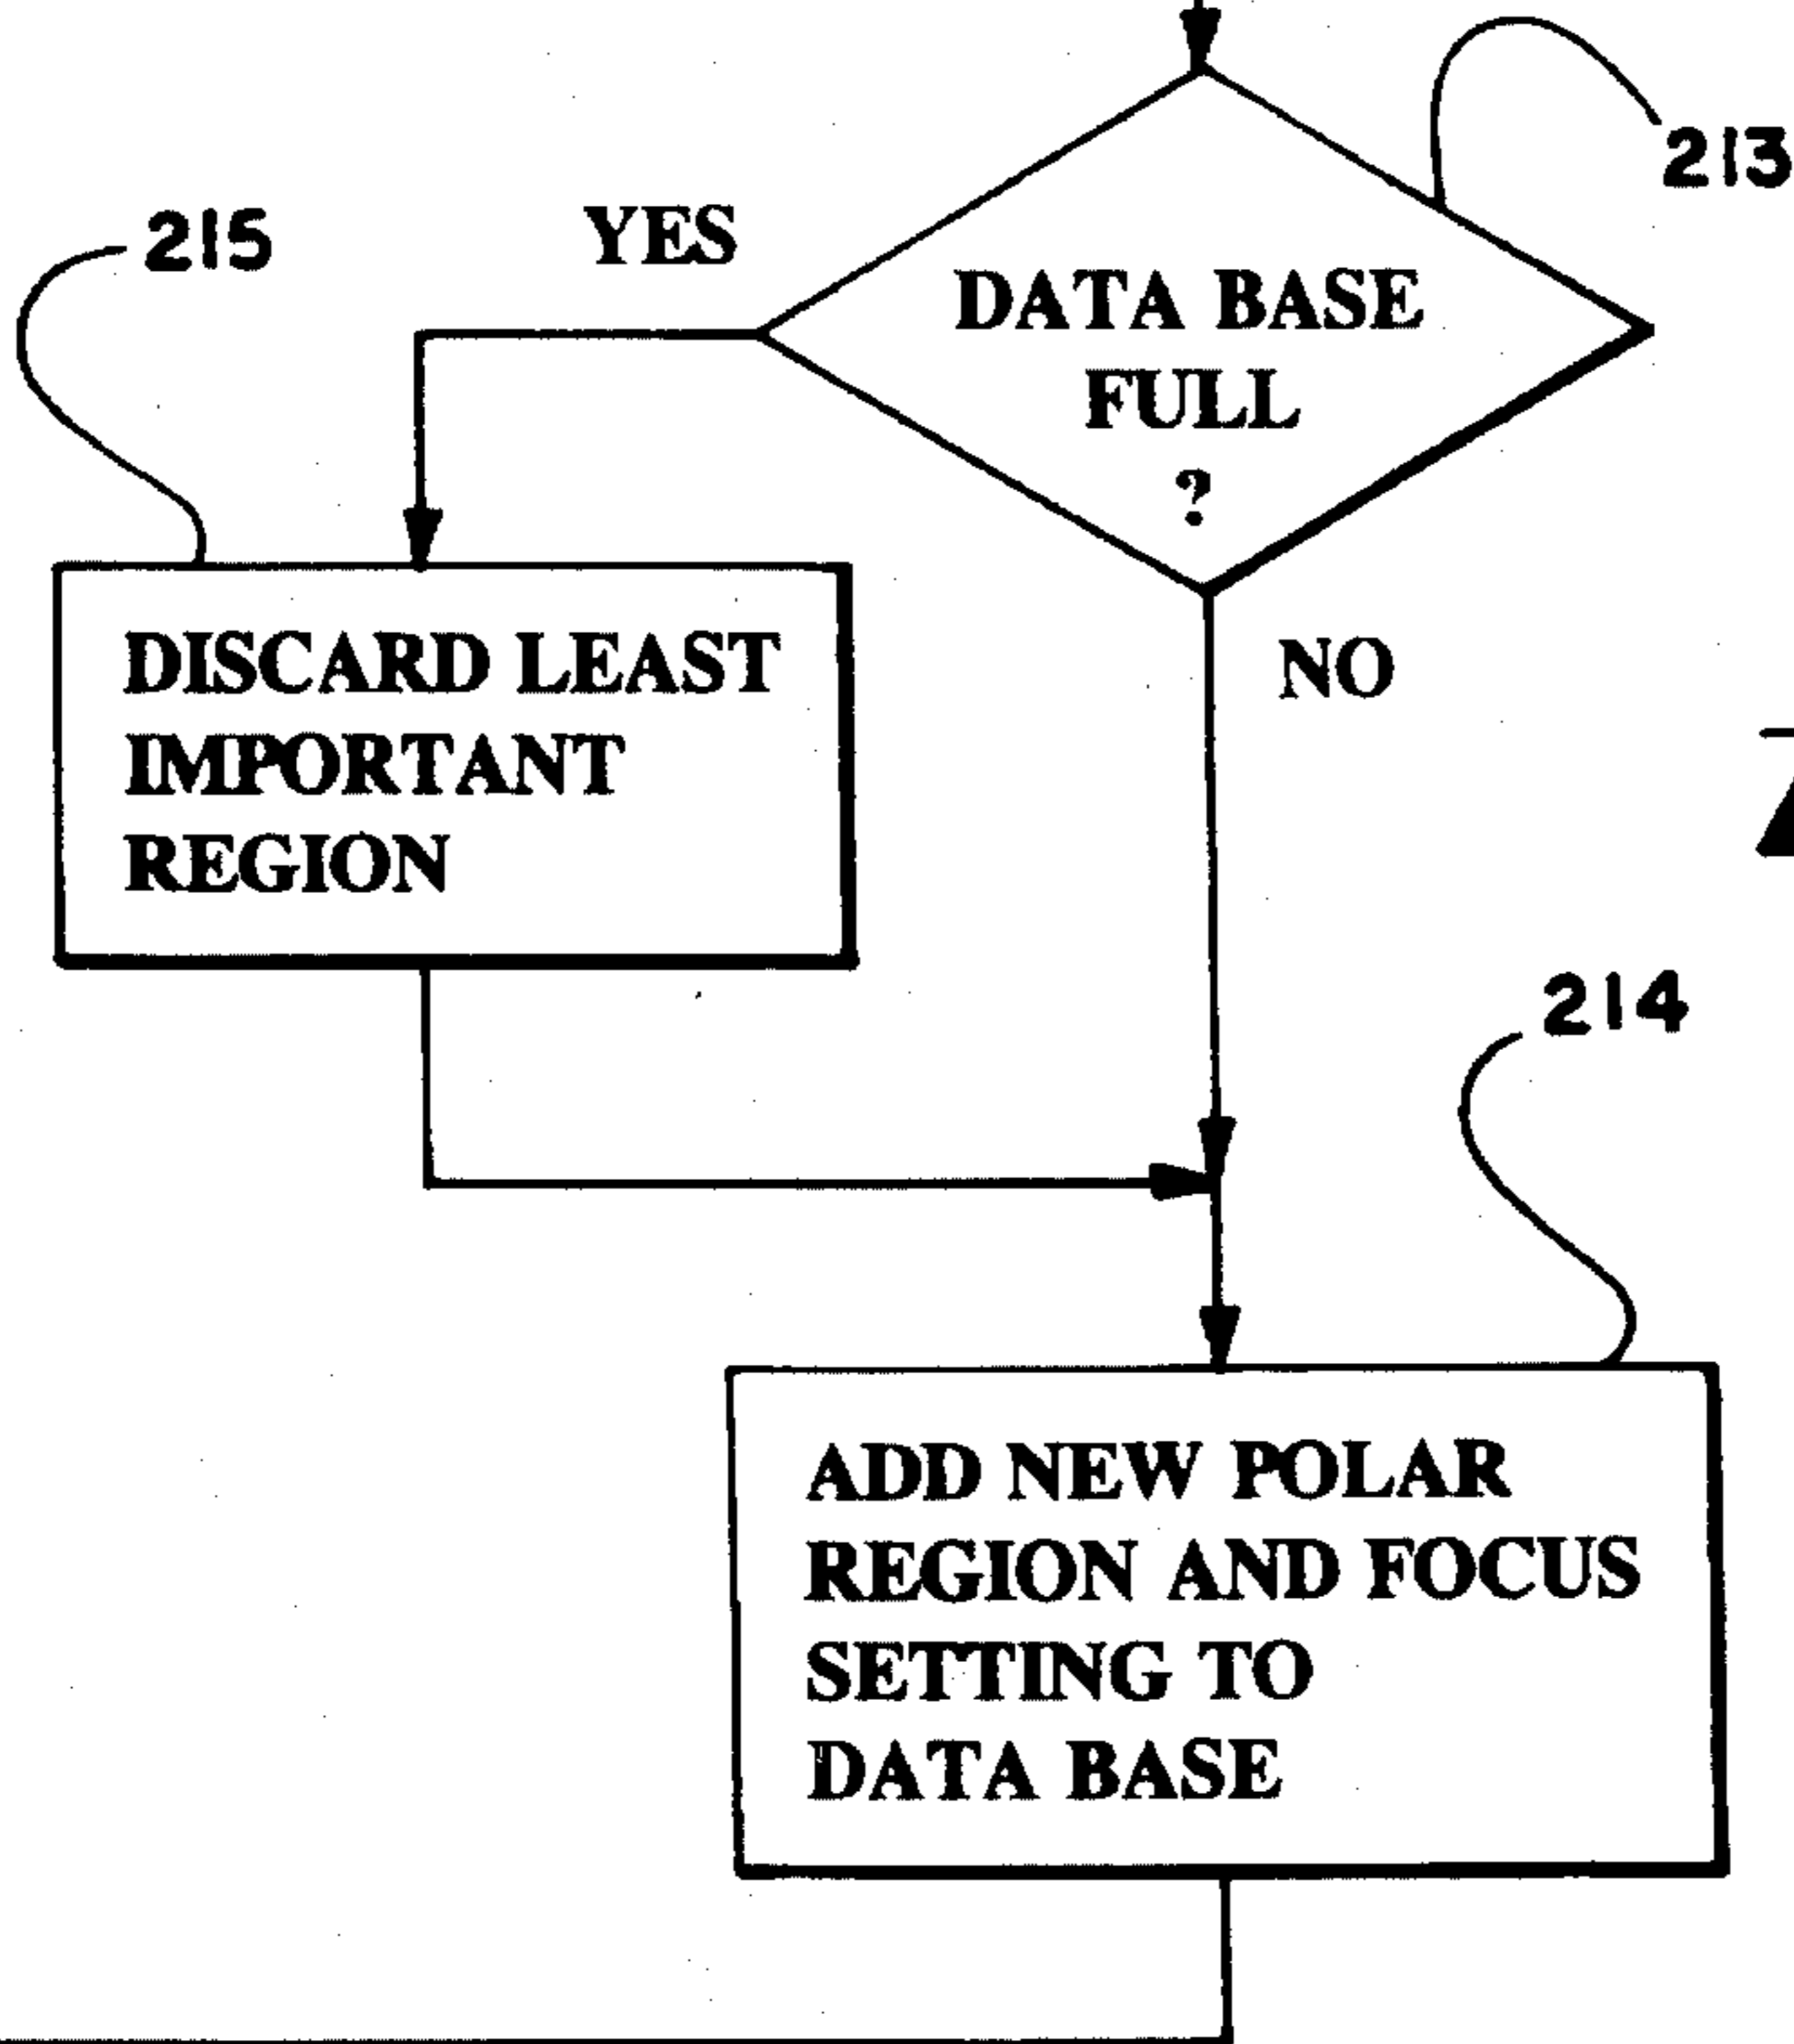 213
215
YES
DATA BASE
FULL
?
DISCARD LEAST
IMPORTANT
REGION
NO
214
ADD NEW POLAR
REGION AND FOCUS
SETTING TO
DATA BASE